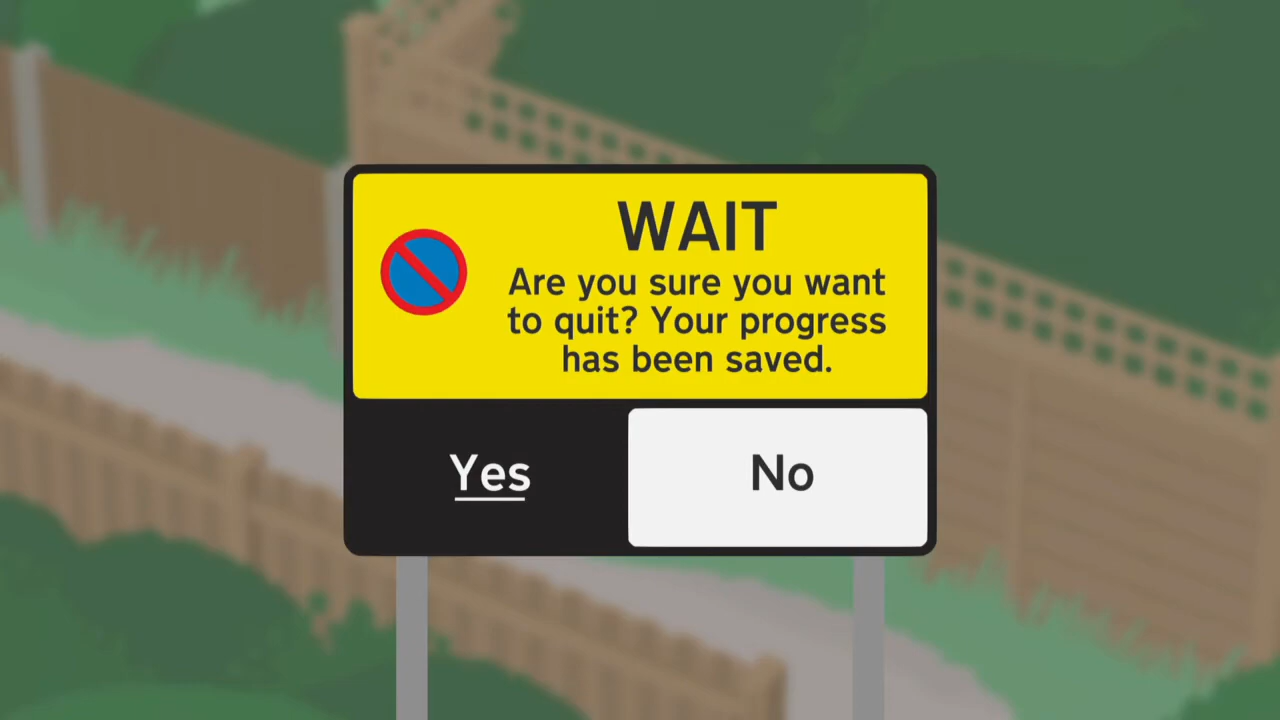 WAIT
Are you sure you want
to quit? Your progress
has been saved.
Yes
No